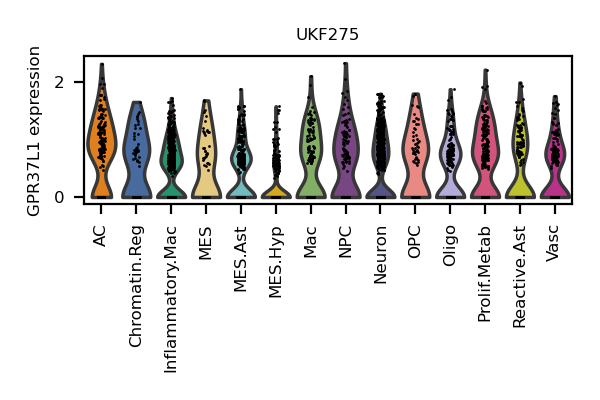 UKF275
GPR37L1 expression
2
0
AC
Chromatin.Reg
Inflammatory.Mac
MES
MES.Ast
MES.Hyp
Mac
NPC
Neuron
OPC
Oligo
Prolif.Metab
Reactive.Ast
Vasc